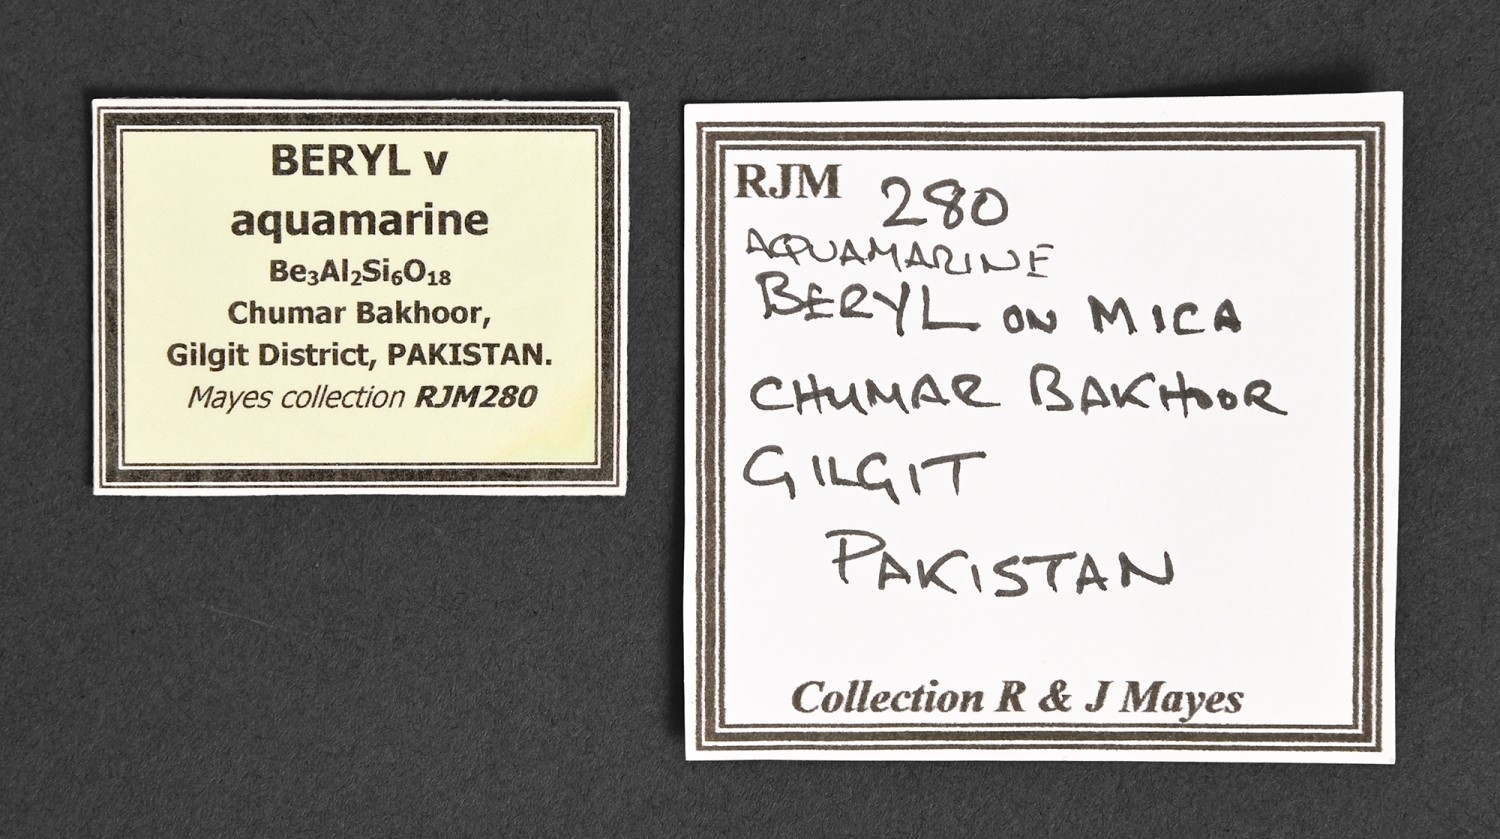 BERYL v
aquamarine
Be₃Al₂Si₆O₁₈
Chumar Bakhoor,
Gilgit District, PAKISTAN.
Mayes collection RJM280
RJM 280
AQUAMARINE
BERYL ON MICA
CHUMAR BAKHOOR
GILGIT
PAKISTAN
Collection R & J Mayes